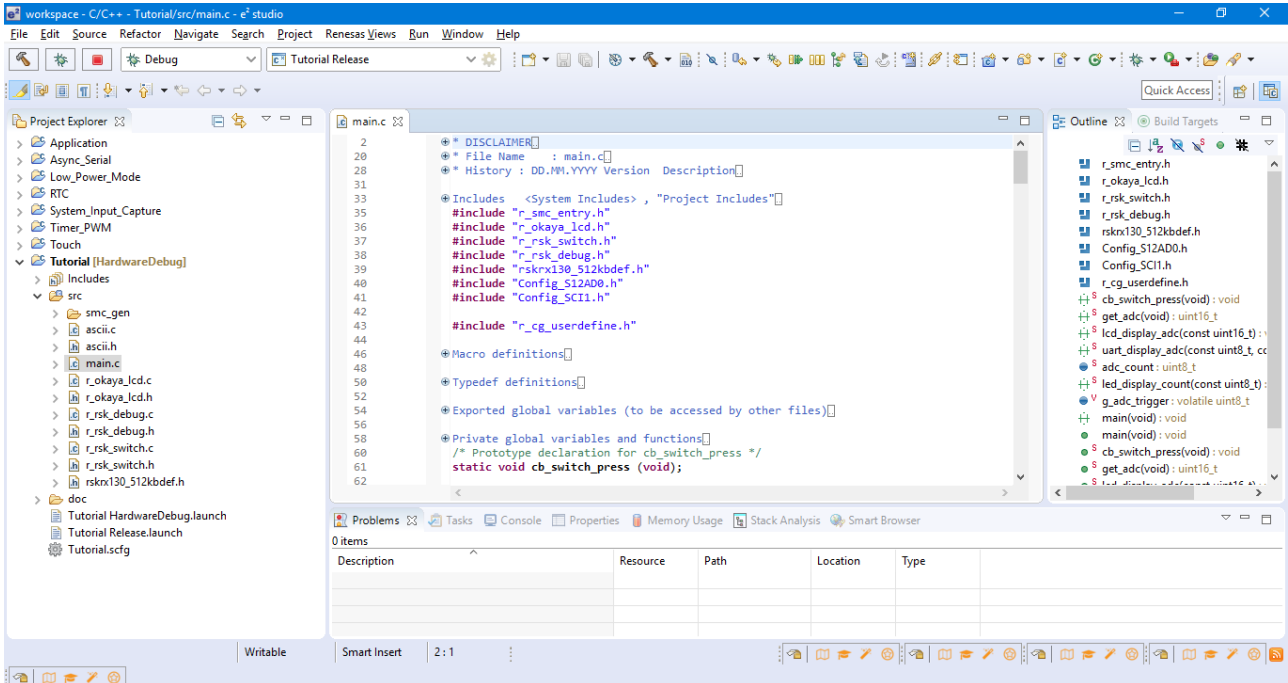 workspace - C/C++ - Tutorial/src/main.c - e² studio
File Edit Source Refactor Navigate Search Project Renesas Views Run Window Help
Debug
Tutorial Release
Quick Access
Project Explorer
Application
Async_Serial
Low_Power_Mode
RTC
System_Input_Capture
Timer_PWM
Touch
Tutorial [HardwareDebug]
Includes
src
smc_gen
ascii.c
ascii.h
main.c
r_okaya_lcd.c
r_okaya_lcd.h
r_rsk_debug.c
r_rsk_debug.h
r_rsk_switch.c
r_rsk_switch.h
rskrx130_512kbdef.h
doc
Tutorial HardwareDebug.launch
Tutorial Release.launch
Tutorial.scfg
main.c
2 * DISCLAIMER
20 * File Name : main.c
28 * History : DD.MM.YYYY Version Description
31
33 Includes <System Includes> , "Project Includes"
35 #include "r_smc_entry.h"
36 #include "r_okaya_lcd.h"
37 #include "r_rsk_switch.h"
38 #include "r_rsk_debug.h"
39 #include "rskrx130_512kbdef.h"
40 #include "Config_S12AD0.h"
41 #include "Config_SCI1.h"
42
43 #include "r_cg_userdefine.h"
44
46 Macro definitions
48
50 Typedef definitions
52
54 Exported global variables (to be accessed by other files)
56
58 Private global variables and functions
60 /* Prototype declaration for cb_switch_press */
61 static void cb_switch_press (void);
62
Outline Build Targets
r_smc_entry.h
r_okaya_lcd.h
r_rsk_switch.h
r_rsk_debug.h
rskrx130_512kbdef.h
Config_S12AD0.h
Config_SCI1.h
r_cg_userdefine.h
cb_switch_press(void) : void
get_adc(void) : uint16_t
lcd_display_adc(const uint16_t) :
uart_display_adc(const uint8_t, co
adc_count : uint8_t
led_display_count(const uint8_t) :
g_adc_trigger : volatile uint8_t
main(void) : void
main(void) : void
cb_switch_press(void) : void
get_adc(void) : uint16_t
Problems Tasks Console Properties Memory Usage Stack Analysis Smart Browser
0 items
Description Resource Path Location Type
Writable Smart Insert 2 : 1